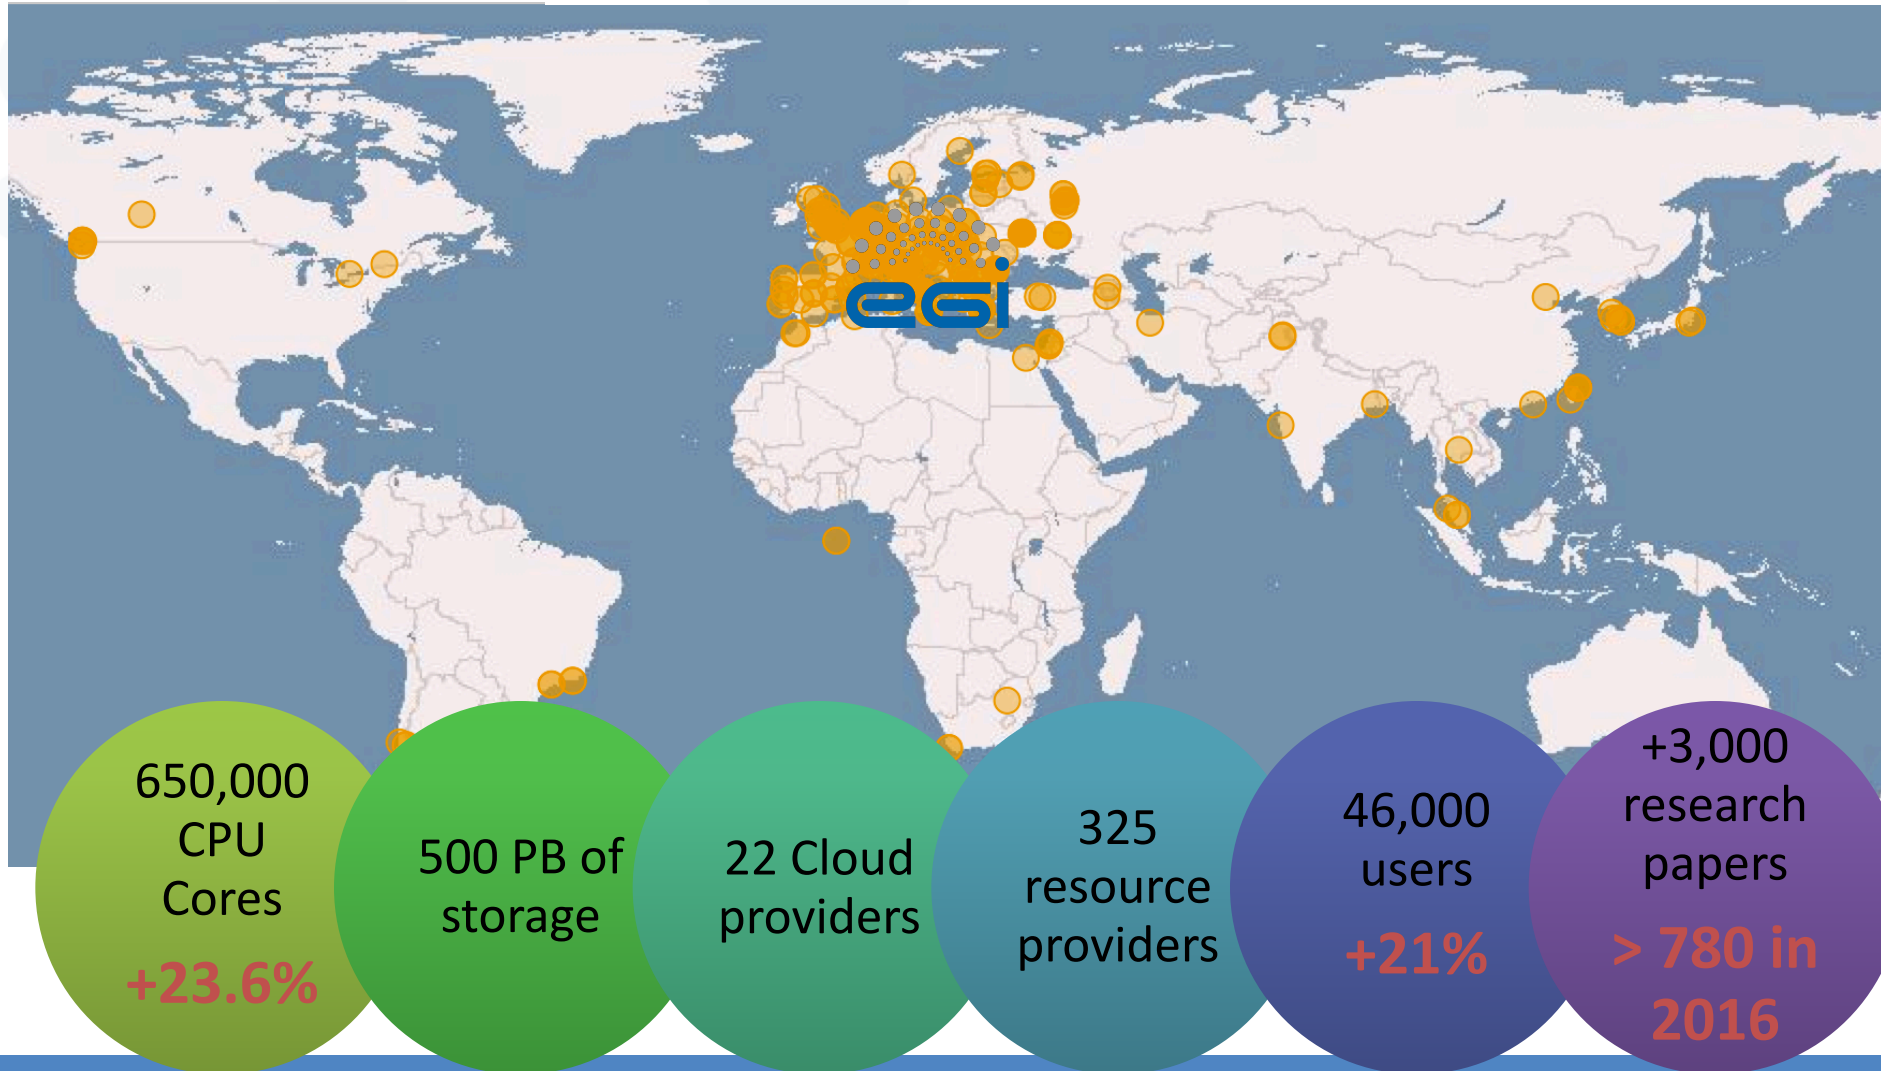 egi
650,000
CPU
Cores
+23.6%
500 PB of
storage
22 Cloud
providers
325
resource
providers
46,000
users
+21%
+3,000
research
papers
> 780 in
2016